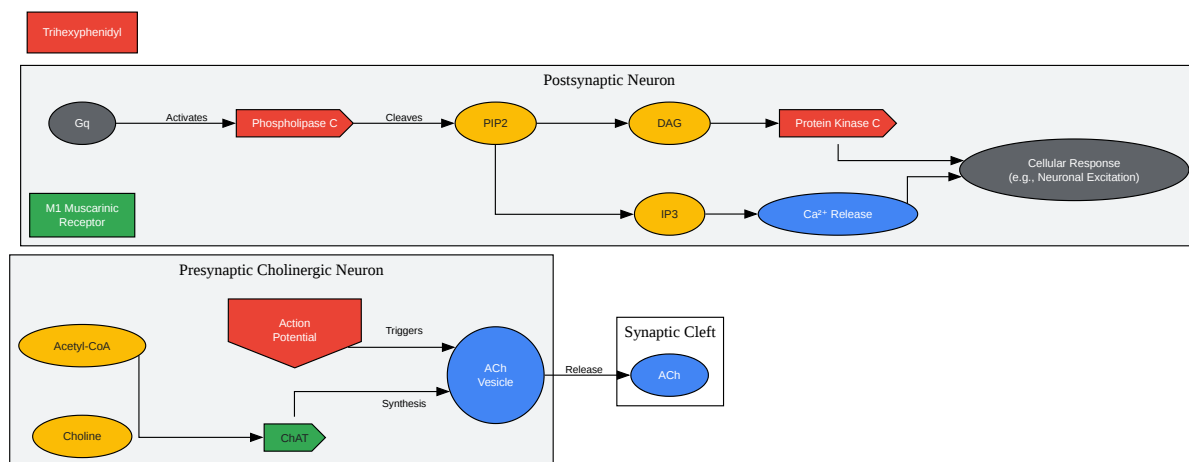 Trihexyphenidyl
Postsynaptic Neuron
Gq
Activates
Phospholipase C
Cleaves
PIP2
DAG
Protein Kinase C
Cellular Response
(e.g., Neuronal Excitation)
M1 Muscarinic
Receptor
IP3
Ca²⁺ Release
Presynaptic Cholinergic Neuron
Action
Potential
Triggers
Acetyl-CoA
ACh
Vesicle
Release
Synaptic Cleft
ACh
Synthesis
Choline
ChAT